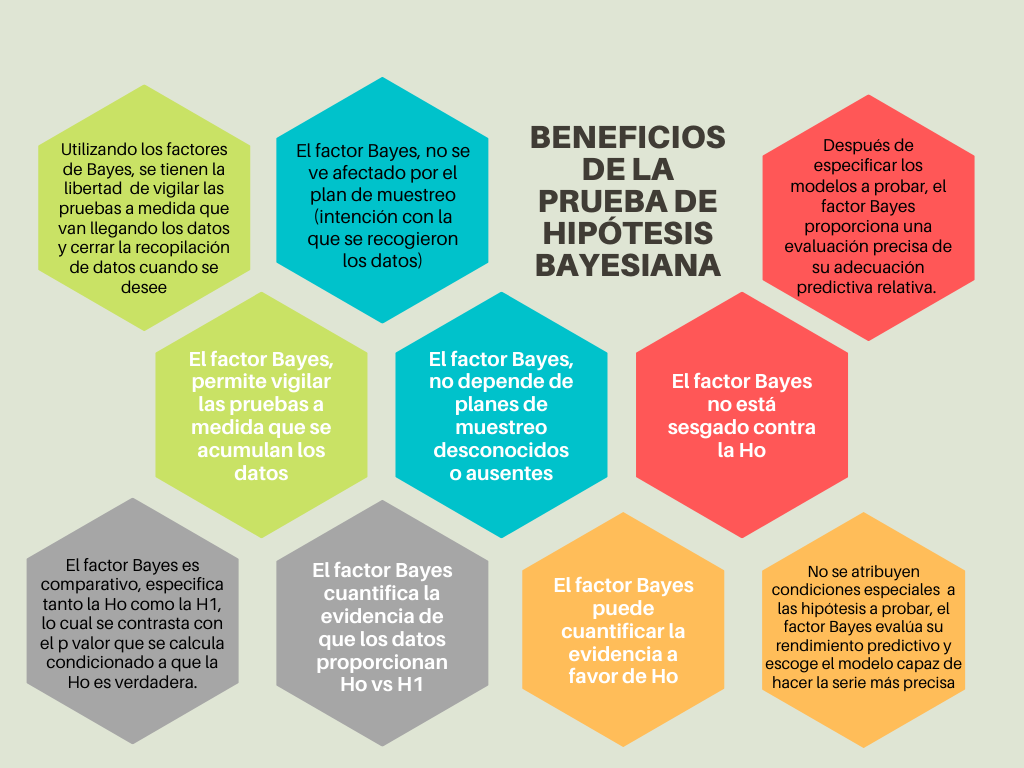 BENEFICIOS
DE LA
PRUEBA DE
HIPÓTESIS
BAYESIANA
Utilizando los factores
de Bayes, se tienen la
libertad de vigilar las
pruebas a medida que
van llegando los datos
y cerrar la recopilación
de datos cuando se
desee
El factor Bayes, no se
ve afectado por el
plan de muestreo
(intención con la
que se recogieron
los datos)
Después de
especificar los
modelos a probar, el
factor Bayes
proporciona una
evaluación precisa de
su adecuación
predictiva relativa.
El factor Bayes,
permite vigilar
las pruebas a
medida que se
acumulan los
datos
El factor Bayes,
no depende de
planes de
muestreo
desconocidos
o ausentes
El factor Bayes
no está
sesgado contra
la Ho
El factor Bayes es
comparativo, especifica
tanto la Ho como la H1,
lo cual se contrasta con
el p valor que se calcula
condicionado a que la
Ho es verdadera.
El factor Bayes
cuantifica la
evidencia de
que los datos
proporcionan
Ho vs H1
El factor Bayes
puede
cuantificar la
evidencia a
favor de Ho
No se atribuyen
condiciones especiales a
las hipótesis a probar, el
factor Bayes evalúa su
rendimiento predictivo y
escoge el modelo capaz de
hacer la serie más precisa